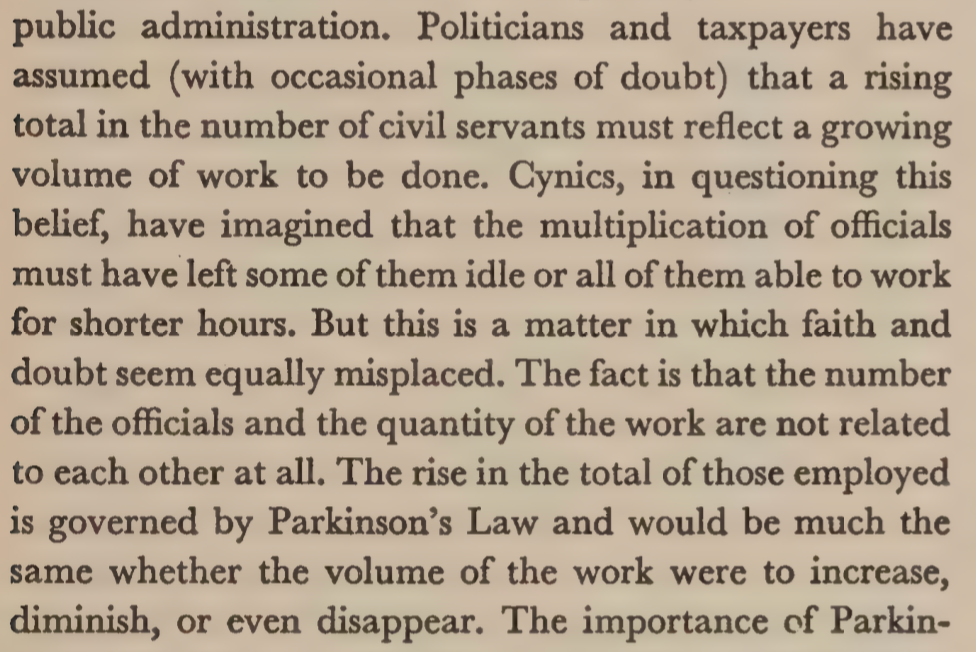 public administration. Politicians and taxpayers have
assumed (with occasional phases of doubt) that a rising
total in the number of civil servants must reflect a growing
volume of work to be done. Cynics, in questioning this
belief, have imagined that the multiplication of officials
must have left some of them idle or all of them able to work
for shorter hours. But this is a matter in which faith and
doubt seem equally misplaced. The fact is that the number
of the officials and the quantity of the work are not related
to each other at all. The rise in the total of those employed
is governed by Parkinson's Law and would be much the
same whether the volume of the work were to increase,
diminish, or even disappear. The importance of Parkin-